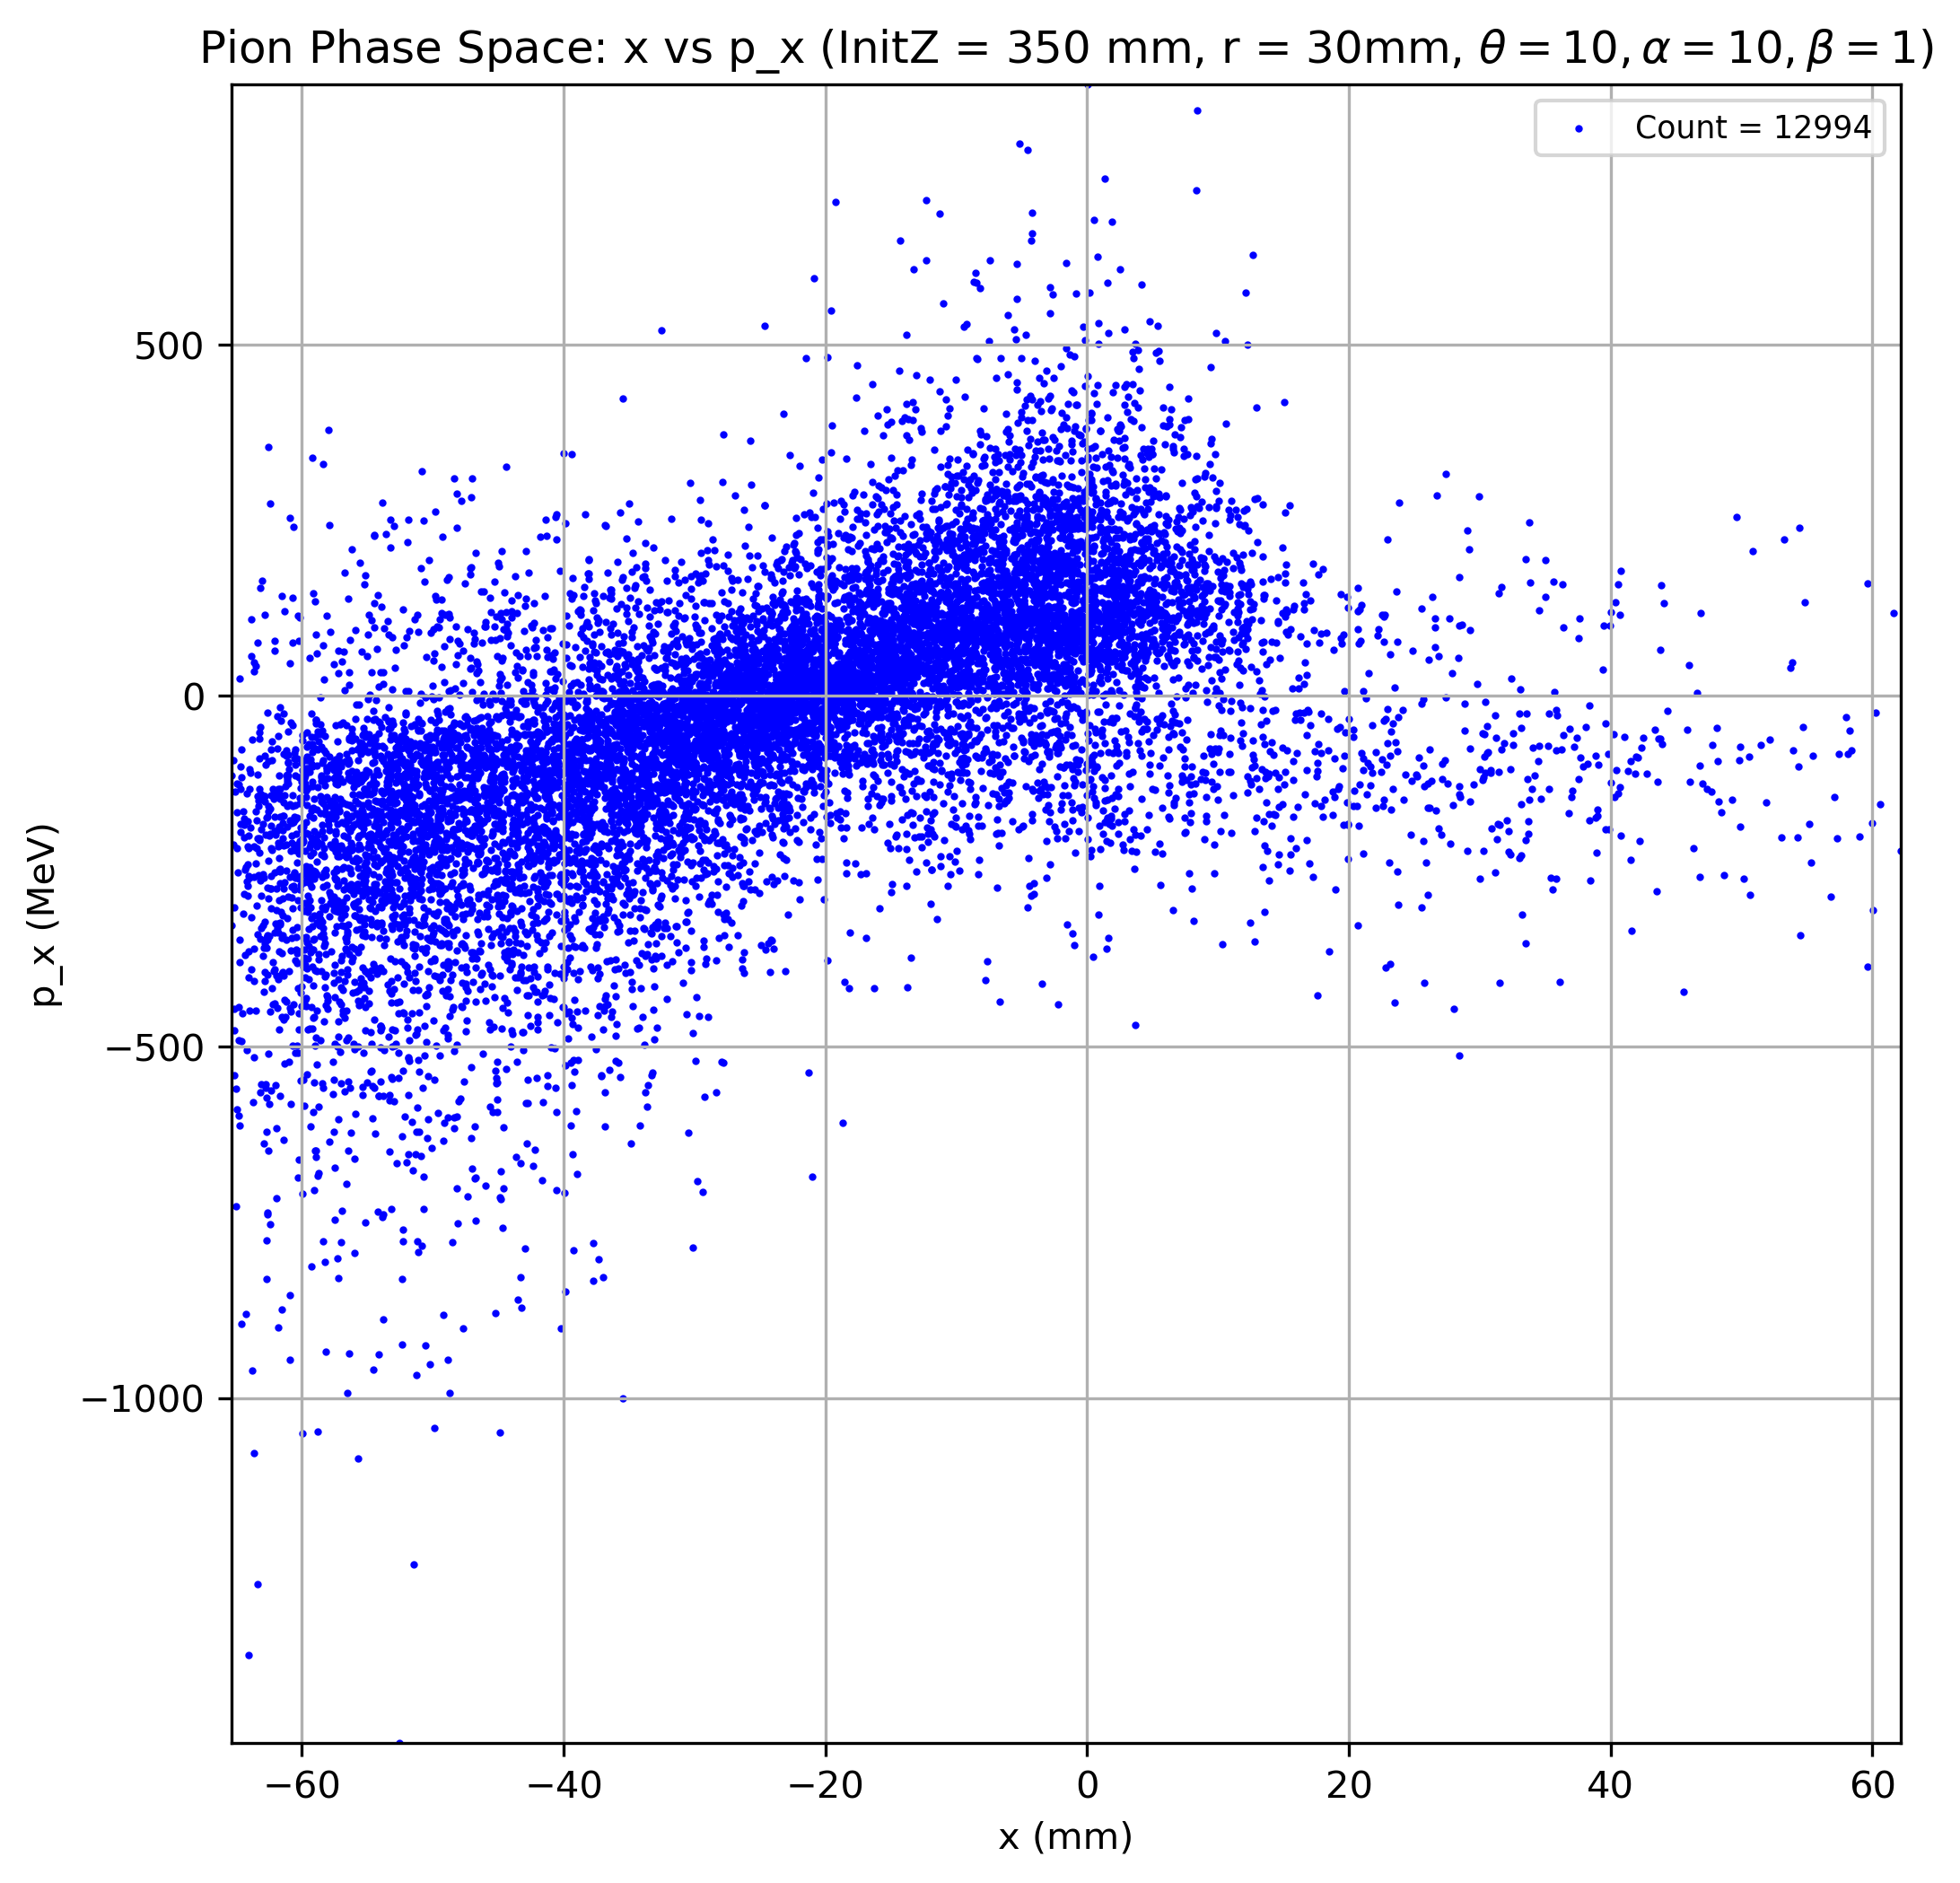 Pion Phase Space: x vs p_x (InitZ = 350 mm, r = 30mm, θ = 10, α = 10, β = 1)
Count = 12994
500
0
−500
−1000
p_x (MeV)
−60 −40 −20 0 20 40 60
x (mm)